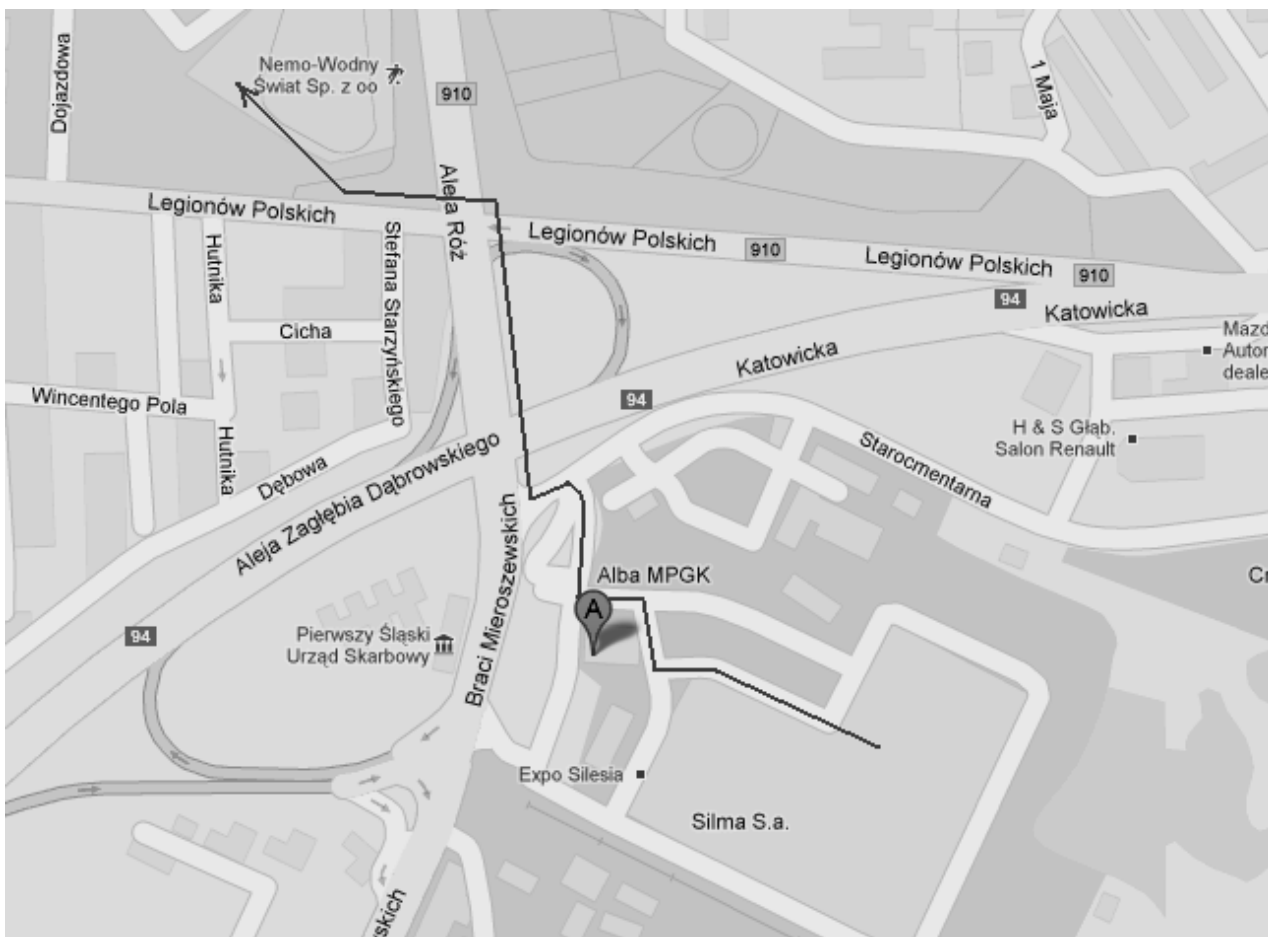 Nemo-Wodny
Świat Sp. z oo
Dojazdowa
910
1 Maja
Aleja Róż
Legionów Polskich
Legionów Polskich
910
Legionów Polskich
910
Hutnika
Stefana Starzyńskiego
Cicha
94
Katowicka
Mazd
Autor
deale
Katowicka
Wincentego Pola
94
H & S Głąb.
Salon Renault
Hutnika
Dębowa
Aleja Zagłębia Dąbrowskiego
Starocmentarna
Braci Mieroszewskich
Alba MPGK
A
Cr
94
Pierwszy Śląski
Urząd Skarbowy
Expo Silesia
Silma S.a.
skich